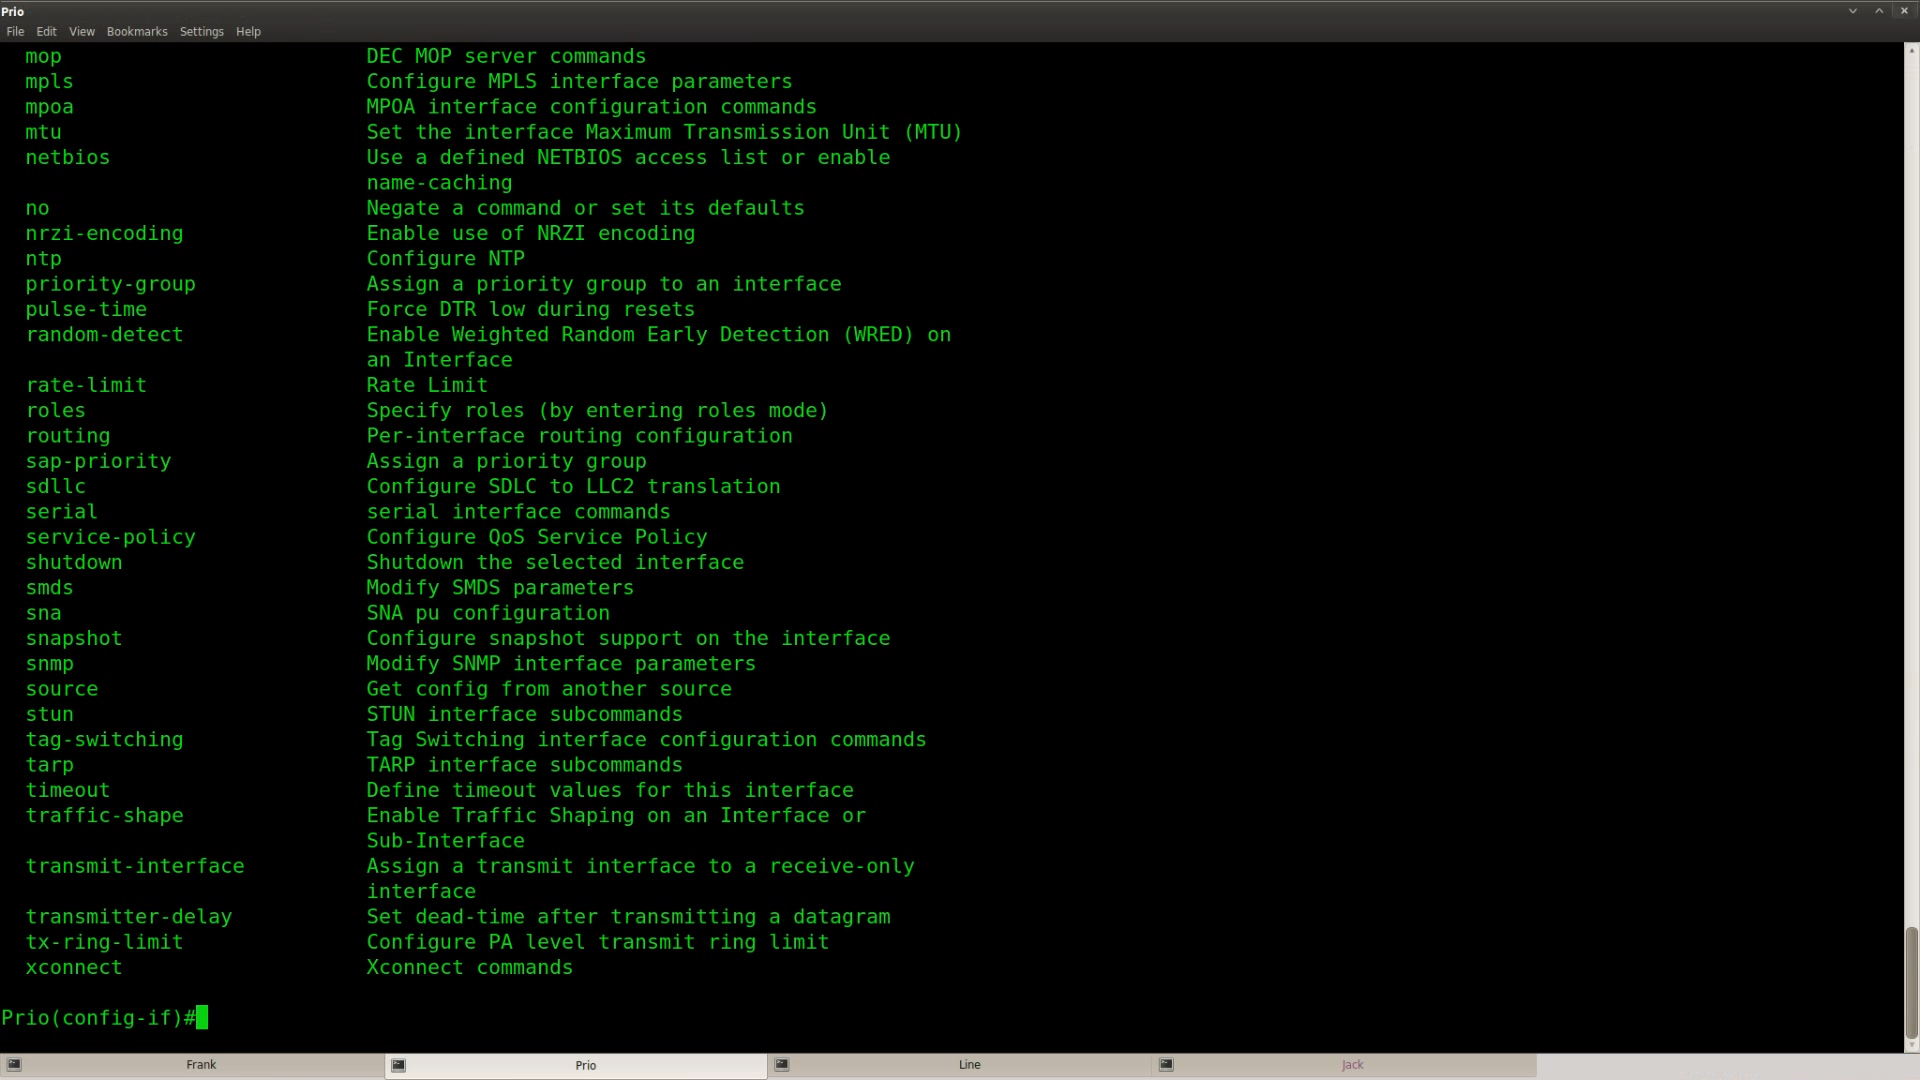 Prio
File Edit View Bookmarks Settings Help
mop DEC MOP server commands
mpls Configure MPLS interface parameters
mpoa MPOA interface configuration commands
mtu Set the interface Maximum Transmission Unit (MTU)
netbios Use a defined NETBIOS access list or enable
name-caching
no Negate a command or set its defaults
nrzi-encoding Enable use of NRZI encoding
ntp Configure NTP
priority-group Assign a priority group to an interface
pulse-time Force DTR low during resets
random-detect Enable Weighted Random Early Detection (WRED) on
an Interface
rate-limit Rate Limit
roles Specify roles (by entering roles mode)
routing Per-interface routing configuration
sap-priority Assign a priority group
sdllc Configure SDLC to LLC2 translation
serial serial interface commands
service-policy Configure QoS Service Policy
shutdown Shutdown the selected interface
smds Modify SMDS parameters
sna SNA pu configuration
snapshot Configure snapshot support on the interface
snmp Modify SNMP interface parameters
source Get config from another source
stun STUN interface subcommands
tag-switching Tag Switching interface configuration commands
tarp TARP interface subcommands
timeout Define timeout values for this interface
traffic-shape Enable Traffic Shaping on an Interface or
Sub-Interface
transmit-interface Assign a transmit interface to a receive-only
interface
transmitter-delay Set dead-time after transmitting a datagram
tx-ring-limit Configure PA level transmit ring limit
xconnect Xconnect commands
Prio(config-if)#
Frank Prio Line Jack